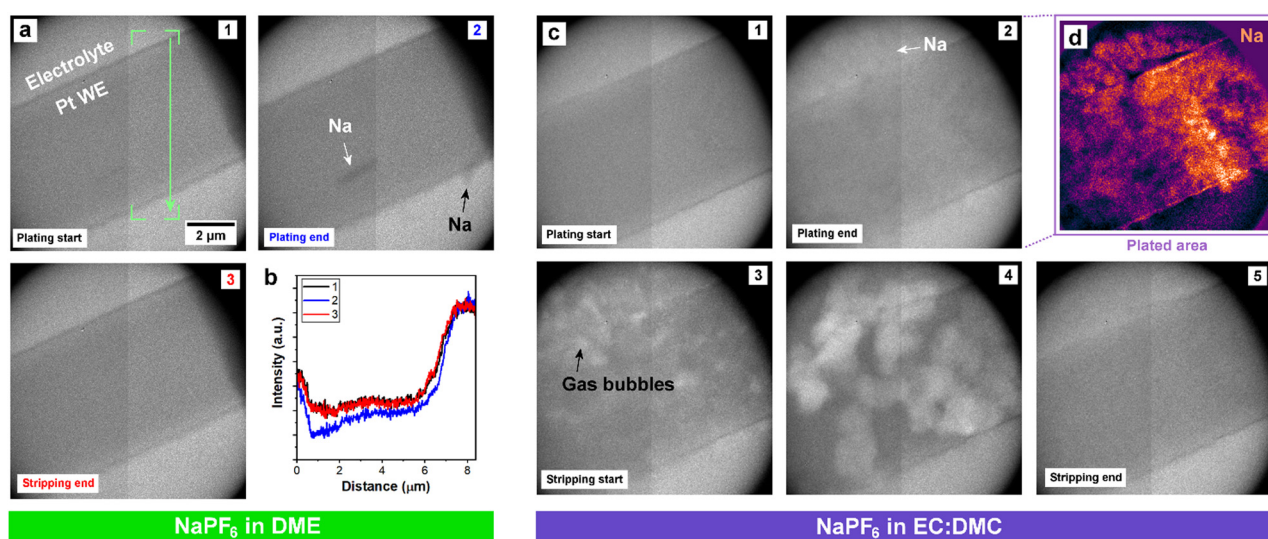 a
1
Electrolyte
Pt WE
Plating start
2 μm
2
Na
Na
Plating end
3
Stripping end
b
1
2
3
Intensity (a.u.)
0 2 4 6 8
Distance (μm)
NaPF₆ in DME
c
1
Plating start
2
Na
Plating end
d
Na
Plated area
3
Gas bubbles
Stripping start
4
5
Stripping end
NaPF₆ in EC:DMC